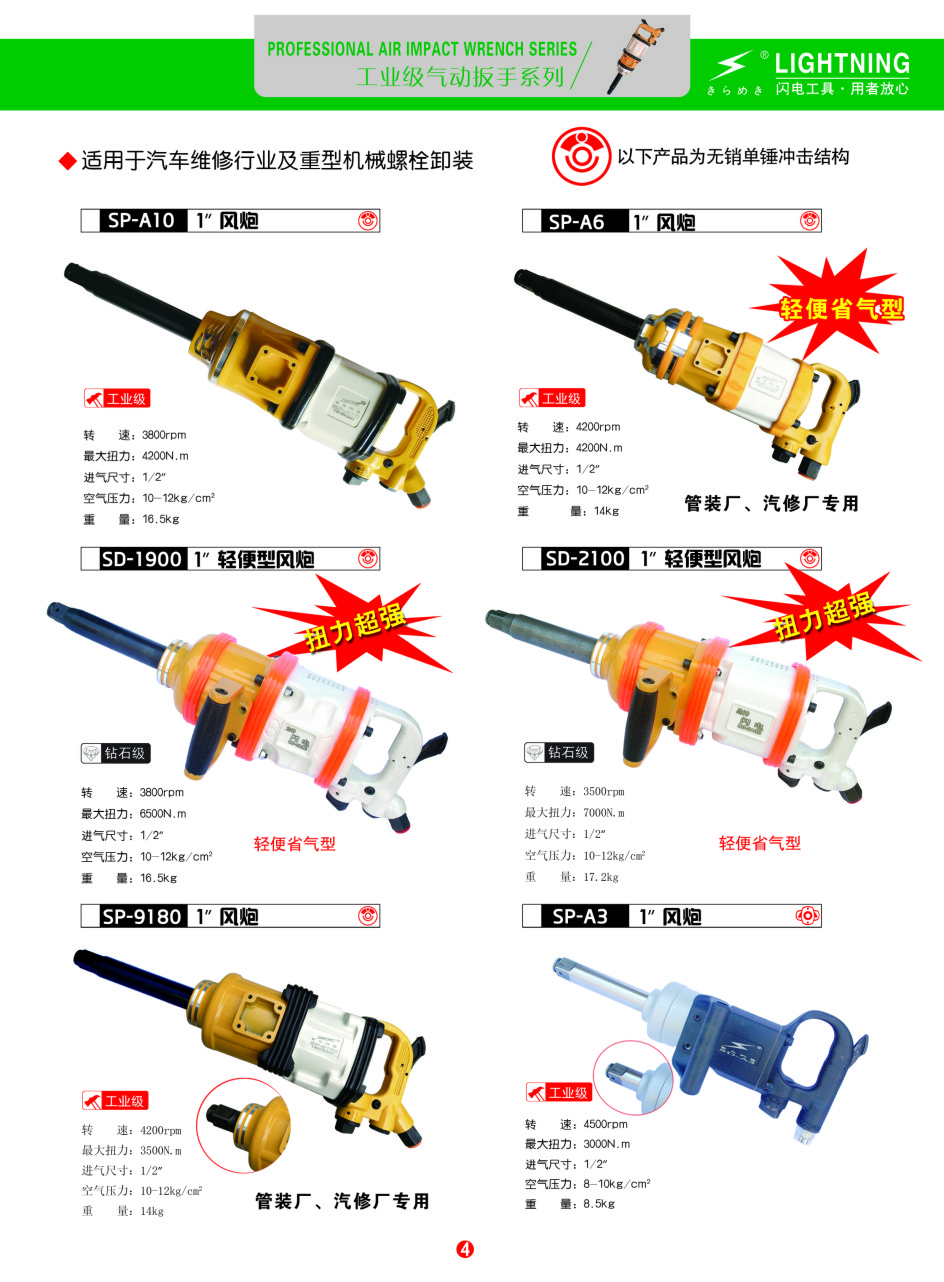 PROFESSIONAL AIR IMPACT WRENCH SERIES
工业级气动扳手系列
® LIGHTNING
きらめき 闪电工具·用者放心
适用于汽车维修行业及重型机械螺栓卸装
以下产品为无销单锤冲击结构
SP-A10 1″ 风炮
工业级
转 速：3800rpm
最大扭力：4200N.m
进气尺寸：1/2″
空气压力：10-12kg/cm²
重 量：16.5kg
SP-A6 1″ 风炮
轻便省气型
工业级
转 速：4200rpm
最大扭力：4200N.m
进气尺寸：1/2″
空气压力：10-12kg/cm²
重 量：14kg
管装厂、汽修厂专用
SD-1900 1″ 轻便型风炮
扭力超强
钻石级
转 速：3800rpm
最大扭力：6500N.m
进气尺寸：1/2″
空气压力：10-12kg/cm²
重 量：16.5kg
轻便省气型
SD-2100 1″ 轻便型风炮
扭力超强
闪电
钻石级
转 速：3500rpm
最大扭力：7000N.m
进气尺寸：1/2″
空气压力：10-12kg/cm²
重 量：17.2kg
轻便省气型
SP-9180 1″ 风炮
工业级
转 速：4200rpm
最大扭力：3500N.m
进气尺寸：1/2″
空气压力：10-12kg/cm²
重 量：14kg
管装厂、汽修厂专用
SP-A3 1″ 风炮
工业级
转 速：4500rpm
最大扭力：3000N.m
进气尺寸：1/2″
空气压力：8-10kg/cm²
重 量：8.5kg
4